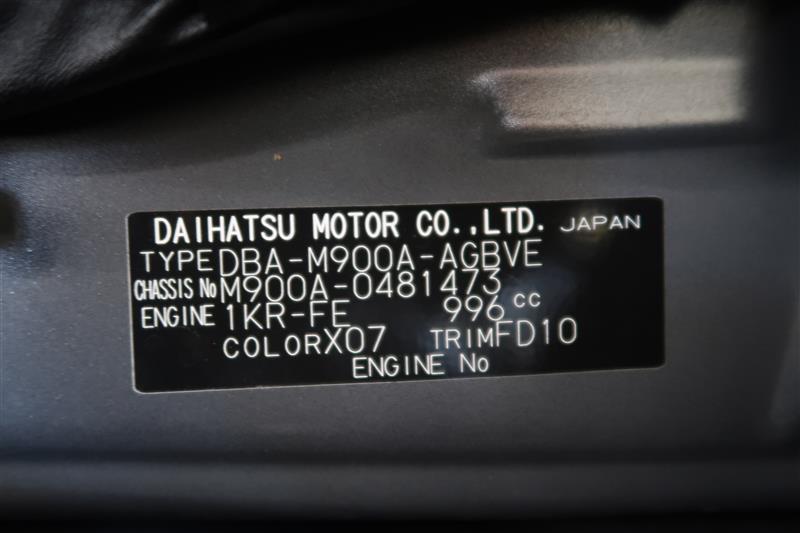 DAIHATSU MOTOR CO.,LTD. JAPAN
TYPE DBA-M900A-AGBVE
CHASSIS No M900A-0481473
ENGINE 1KR-FE 996 cc
COLOR X07 TRIM FD10
ENGINE No